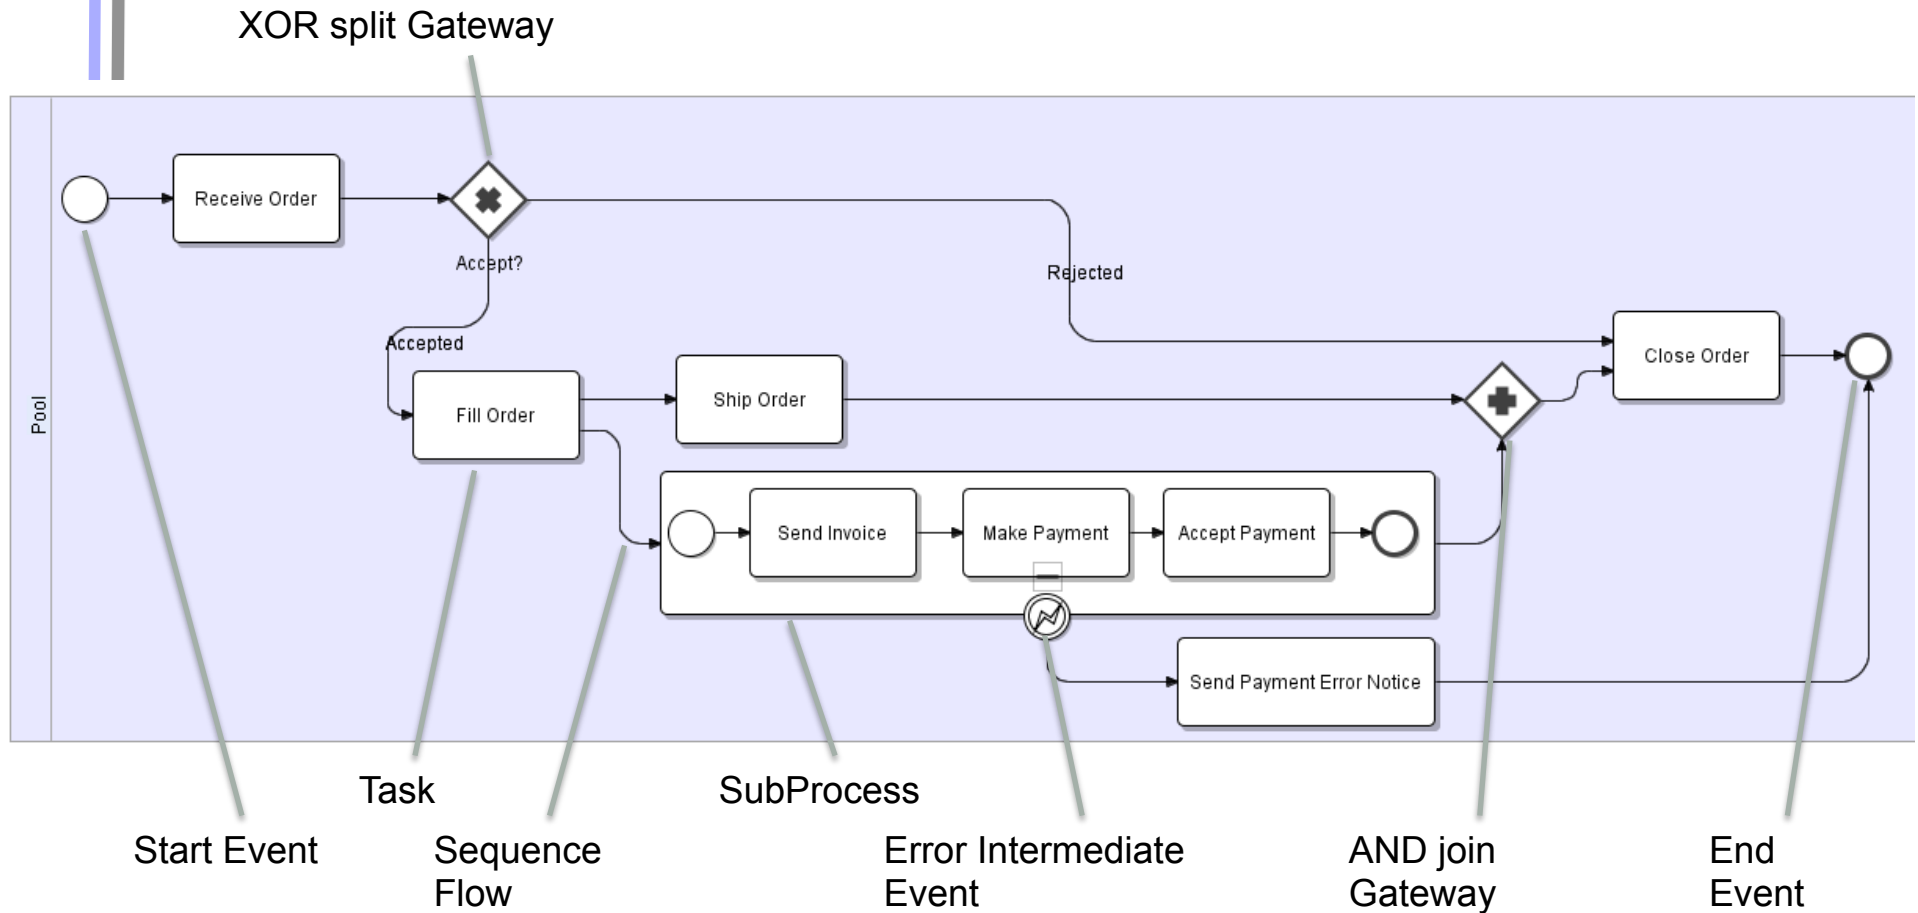 XOR split Gateway
Receive Order
Accept?
Rejected
Accepted
Close Order
Pool
Fill Order
Ship Order
Send Invoice
Make Payment
Accept Payment
Send Payment Error Notice
Task
SubProcess
Start Event
Sequence
Flow
Error Intermediate
Event
AND join
Gateway
End
Event